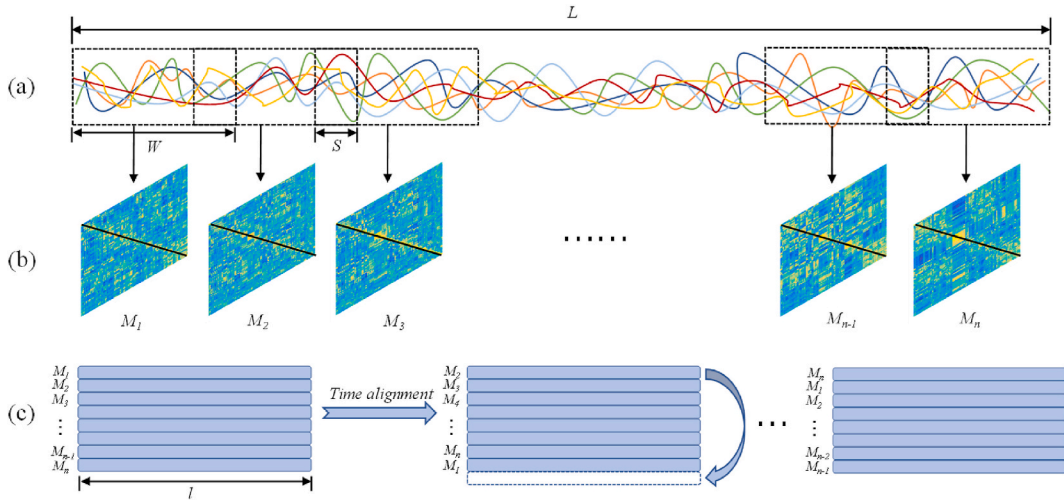 L
(a)
W
S
(b)
......
M1
M2
M3
Mn-1
Mn
(c)
M1
M2
M3
⋮
Mn-1
Mn
l
Time alignment
M2
M3
M4
⋮
Mn
M1
...
Mn
M1
M2
⋮
Mn-2
Mn-1